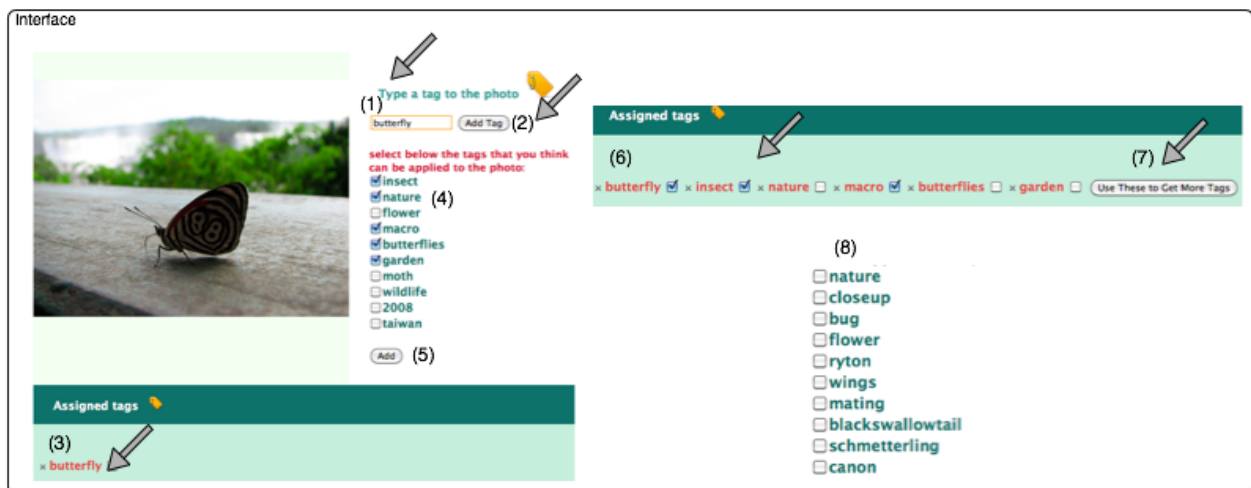 Interface
Type a tag to the photo
(1)
butterfly Add Tag (2)
select below the tags that you think
can be applied to the photo:
insect
nature (4)
flower
macro
butterflies
garden
moth
wildlife
2008
taiwan
Add (5)
Assigned tags
(3)
× butterfly
Assigned tags
(6) (7)
× butterfly × insect × nature × macro × butterflies × garden Use These to Get More Tags
(8)
nature
closeup
bug
flower
ryton
wings
mating
blackswallowtail
schmetterling
canon